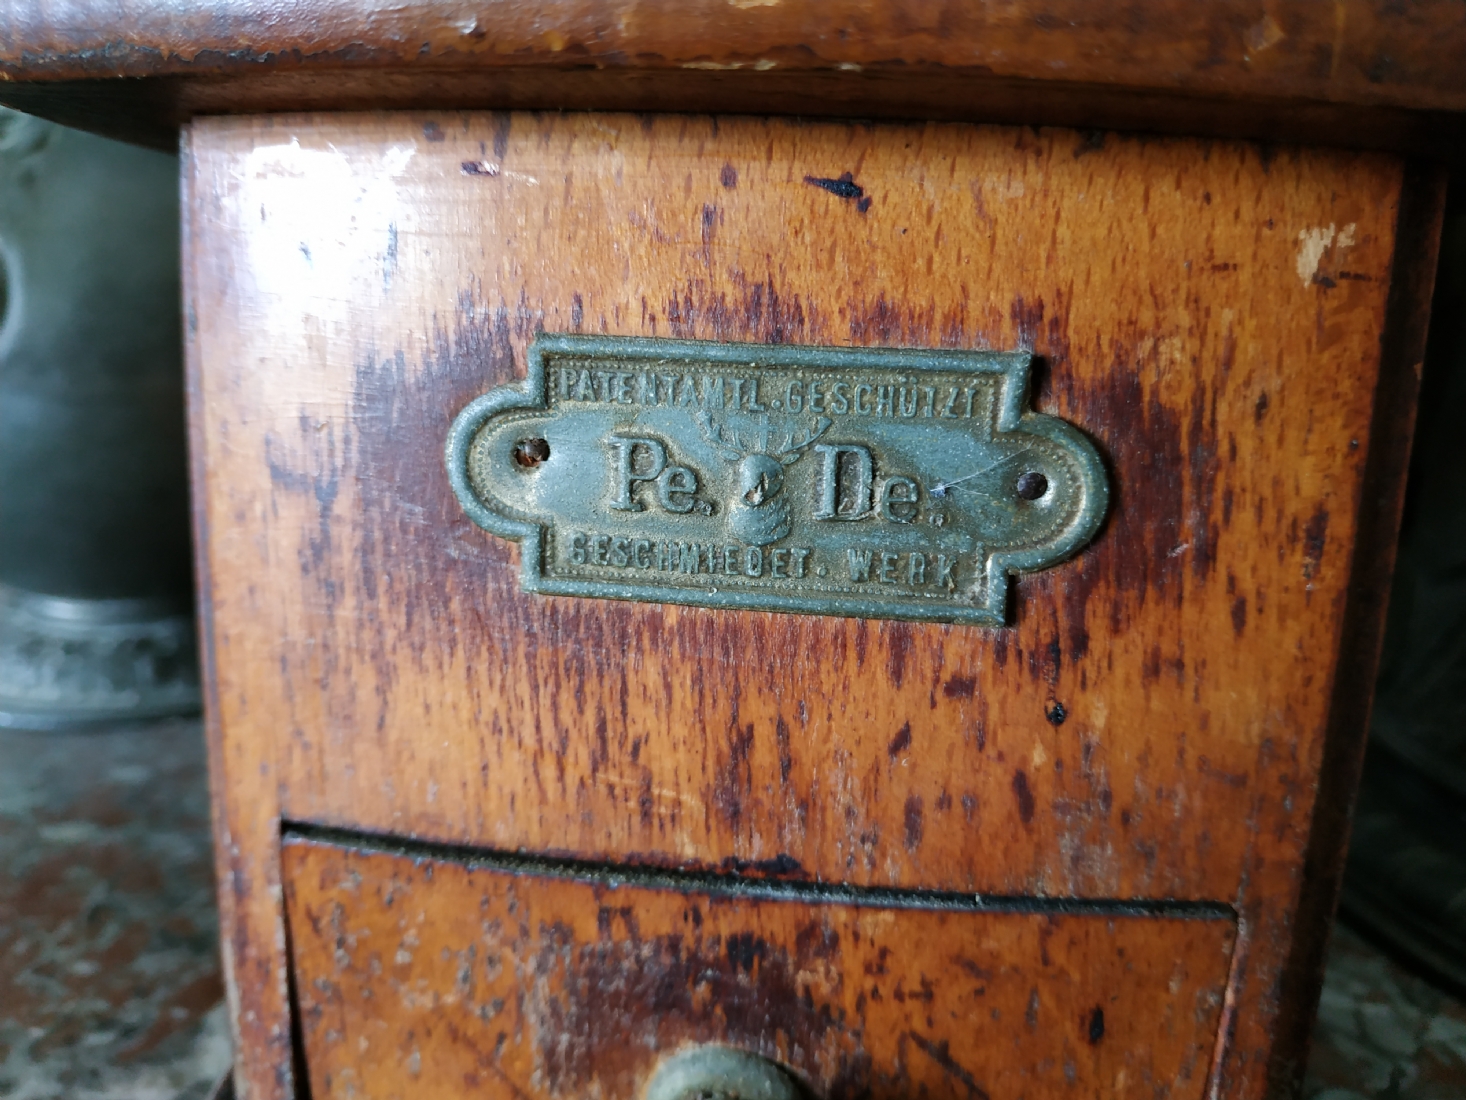 PATENTAMTL. GESCHÜTZT
Pe. De.
GESCHMIEDET. WERK